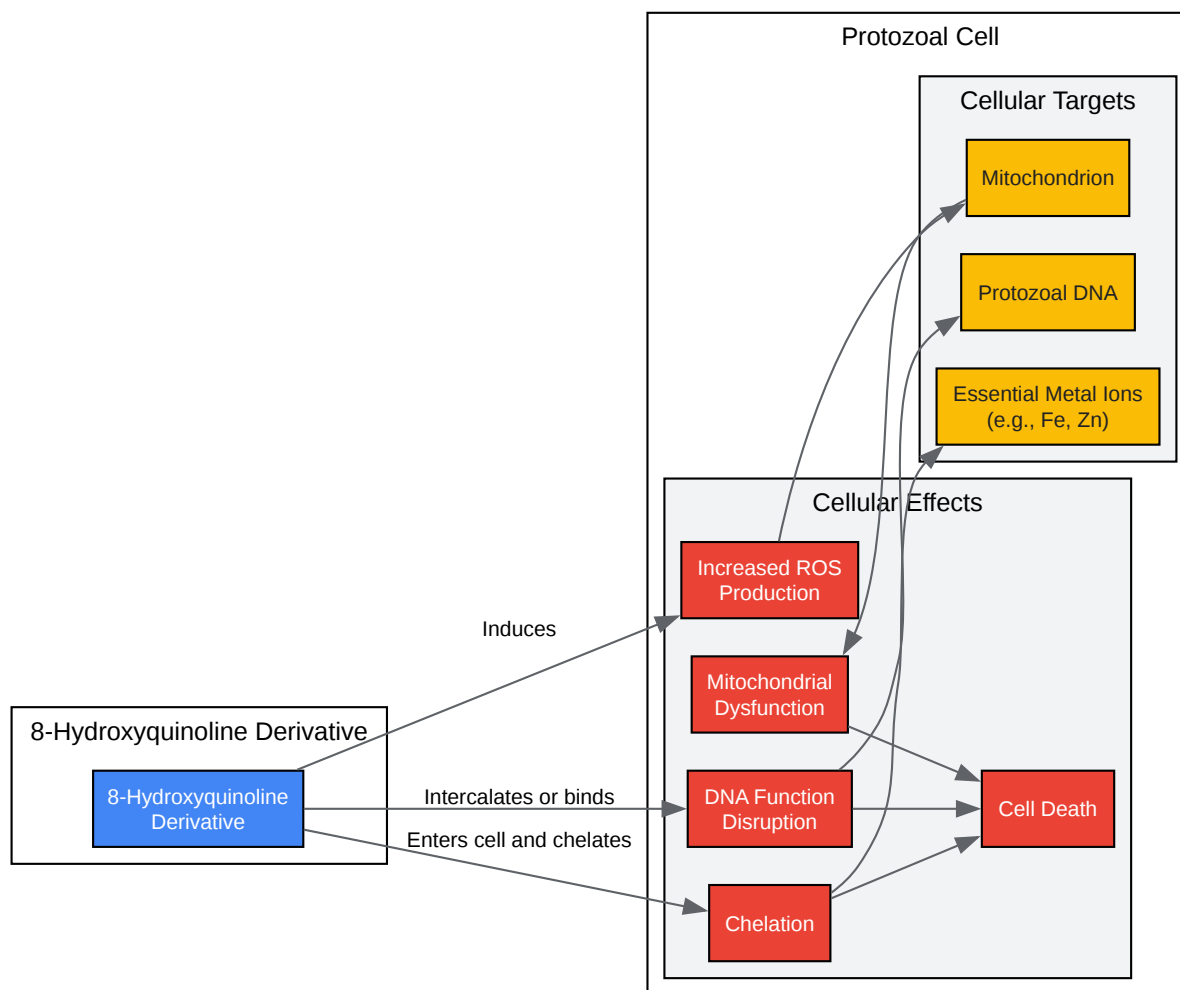 Protozoal Cell
Cellular Targets
Mitochondrion
Protozoal DNA
Essential Metal Ions
(e.g., Fe, Zn)
Cellular Effects
Increased ROS
Production
Induces
Mitochondrial
Dysfunction
8-Hydroxyquinoline Derivative
8-Hydroxyquinoline
Derivative
Intercalates or binds
DNA Function
Disruption
Cell Death
Enters cell and chelates
Chelation